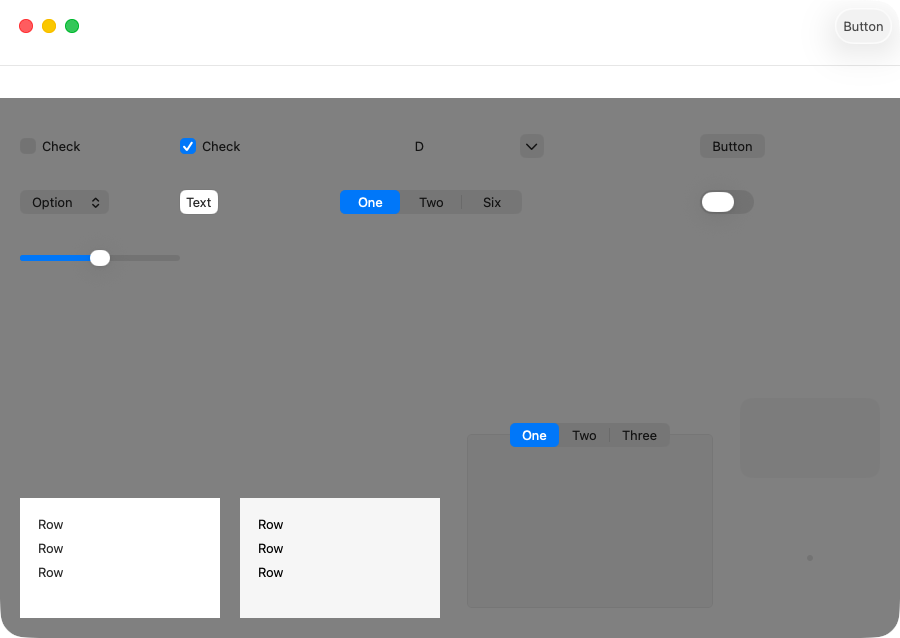 Button
Check
Check
D
Button
Option
Text
One
Two
Six
One
Two
Three
Row
Row
Row
Row
Row
Row